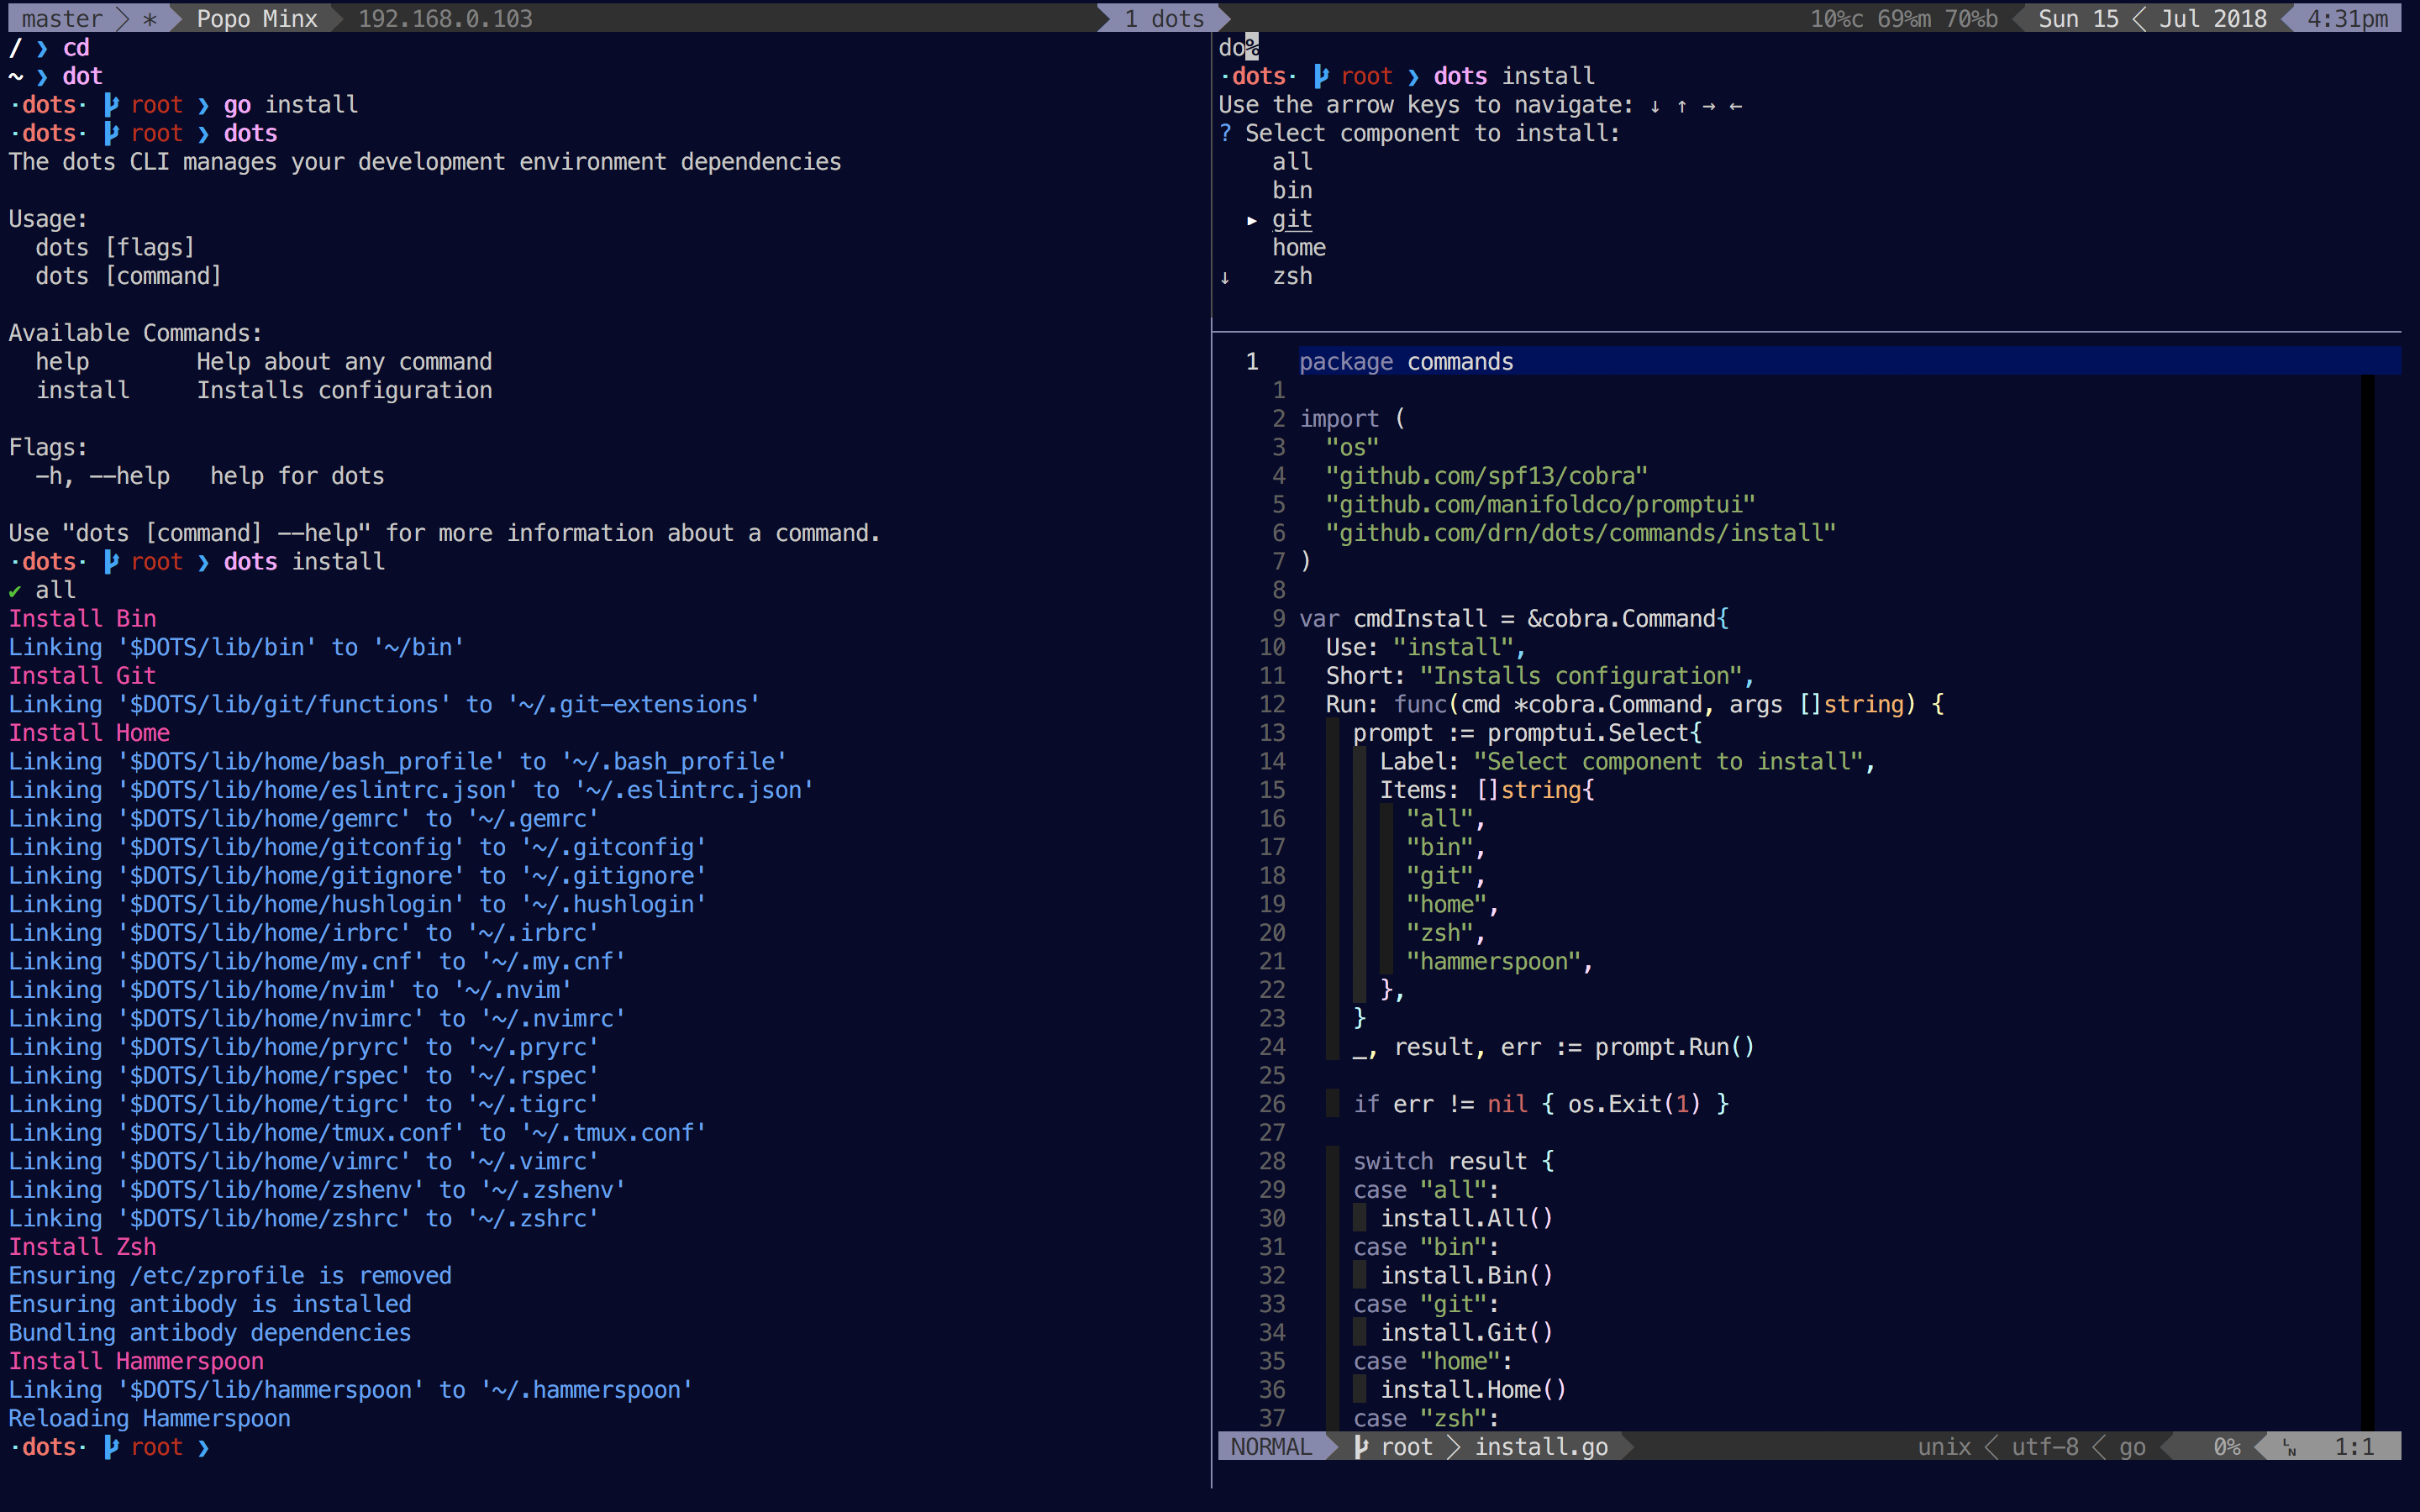 master * Popo Minx 192.168.0.103 1 dots 10%c 69%m 70%b Sun 15 Jul 2018 4:31pm
/ ❯ cd
~ ❯ dot
·dots· root ❯ go install
·dots· root ❯ dots
The dots CLI manages your development environment dependencies
Usage:
  dots [flags]
  dots [command]
Available Commands:
  help        Help about any command
  install     Installs configuration
Flags:
  -h, --help   help for dots
Use "dots [command] --help" for more information about a command.
·dots· root ❯ dots install
✔ all
Install Bin
Linking '$DOTS/lib/bin' to '~/bin'
Install Git
Linking '$DOTS/lib/git/functions' to '~/.git-extensions'
Install Home
Linking '$DOTS/lib/home/bash_profile' to '~/.bash_profile'
Linking '$DOTS/lib/home/eslintrc.json' to '~/.eslintrc.json'
Linking '$DOTS/lib/home/gemrc' to '~/.gemrc'
Linking '$DOTS/lib/home/gitconfig' to '~/.gitconfig'
Linking '$DOTS/lib/home/gitignore' to '~/.gitignore'
Linking '$DOTS/lib/home/hushlogin' to '~/.hushlogin'
Linking '$DOTS/lib/home/irbrc' to '~/.irbrc'
Linking '$DOTS/lib/home/my.cnf' to '~/.my.cnf'
Linking '$DOTS/lib/home/nvim' to '~/.nvim'
Linking '$DOTS/lib/home/nvimrc' to '~/.nvimrc'
Linking '$DOTS/lib/home/pryrc' to '~/.pryrc'
Linking '$DOTS/lib/home/rspec' to '~/.rspec'
Linking '$DOTS/lib/home/tigrc' to '~/.tigrc'
Linking '$DOTS/lib/home/tmux.conf' to '~/.tmux.conf'
Linking '$DOTS/lib/home/vimrc' to '~/.vimrc'
Linking '$DOTS/lib/home/zshenv' to '~/.zshenv'
Linking '$DOTS/lib/home/zshrc' to '~/.zshrc'
Install Zsh
Ensuring /etc/zprofile is removed
Ensuring antibody is installed
Bundling antibody dependencies
Install Hammerspoon
Linking '$DOTS/lib/hammerspoon' to '~/.hammerspoon'
Reloading Hammerspoon
·dots· root ❯
do%
·dots· root ❯ dots install
Use the arrow keys to navigate: ↓ ↑ → ←
? Select component to install:
    all
    bin
  ▸ git
    home
↓   zsh
1 package commands
1
2 import (
3   "os"
4   "github.com/spf13/cobra"
5   "github.com/manifoldco/promptui"
6   "github.com/drn/dots/commands/install"
7 )
8
9 var cmdInstall = &cobra.Command{
10   Use: "install",
11   Short: "Installs configuration",
12   Run: func(cmd *cobra.Command, args []string) {
13     prompt := promptui.Select{
14       Label: "Select component to install",
15       Items: []string{
16         "all",
17         "bin",
18         "git",
19         "home",
20         "zsh",
21         "hammerspoon",
22       },
23     }
24     _, result, err := prompt.Run()
25
26     if err != nil { os.Exit(1) }
27
28     switch result {
29     case "all":
30       install.All()
31     case "bin":
32       install.Bin()
33     case "git":
34       install.Git()
35     case "home":
36       install.Home()
37     case "zsh":
NORMAL root install.go unix utf-8 go 0% LN 1:1